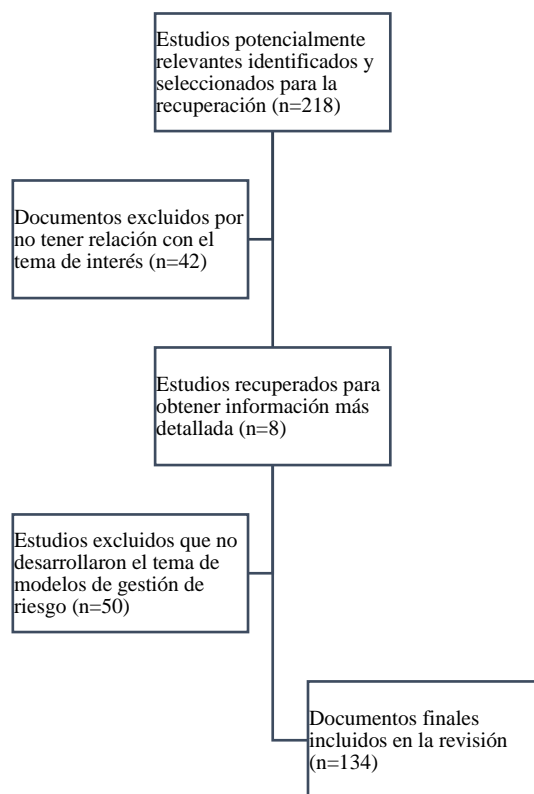 Estudios potencialmente
relevantes identificados y
seleccionados para la
recuperación (n=218)
Documentos excluidos por
no tener relación con el
tema de interés (n=42)
Estudios recuperados para
obtener información más
detallada (n=8)
Estudios excluidos que no
desarrollaron el tema de
modelos de gestión de
riesgo (n=50)
Documentos finales
incluidos en la revisión
(n=134)